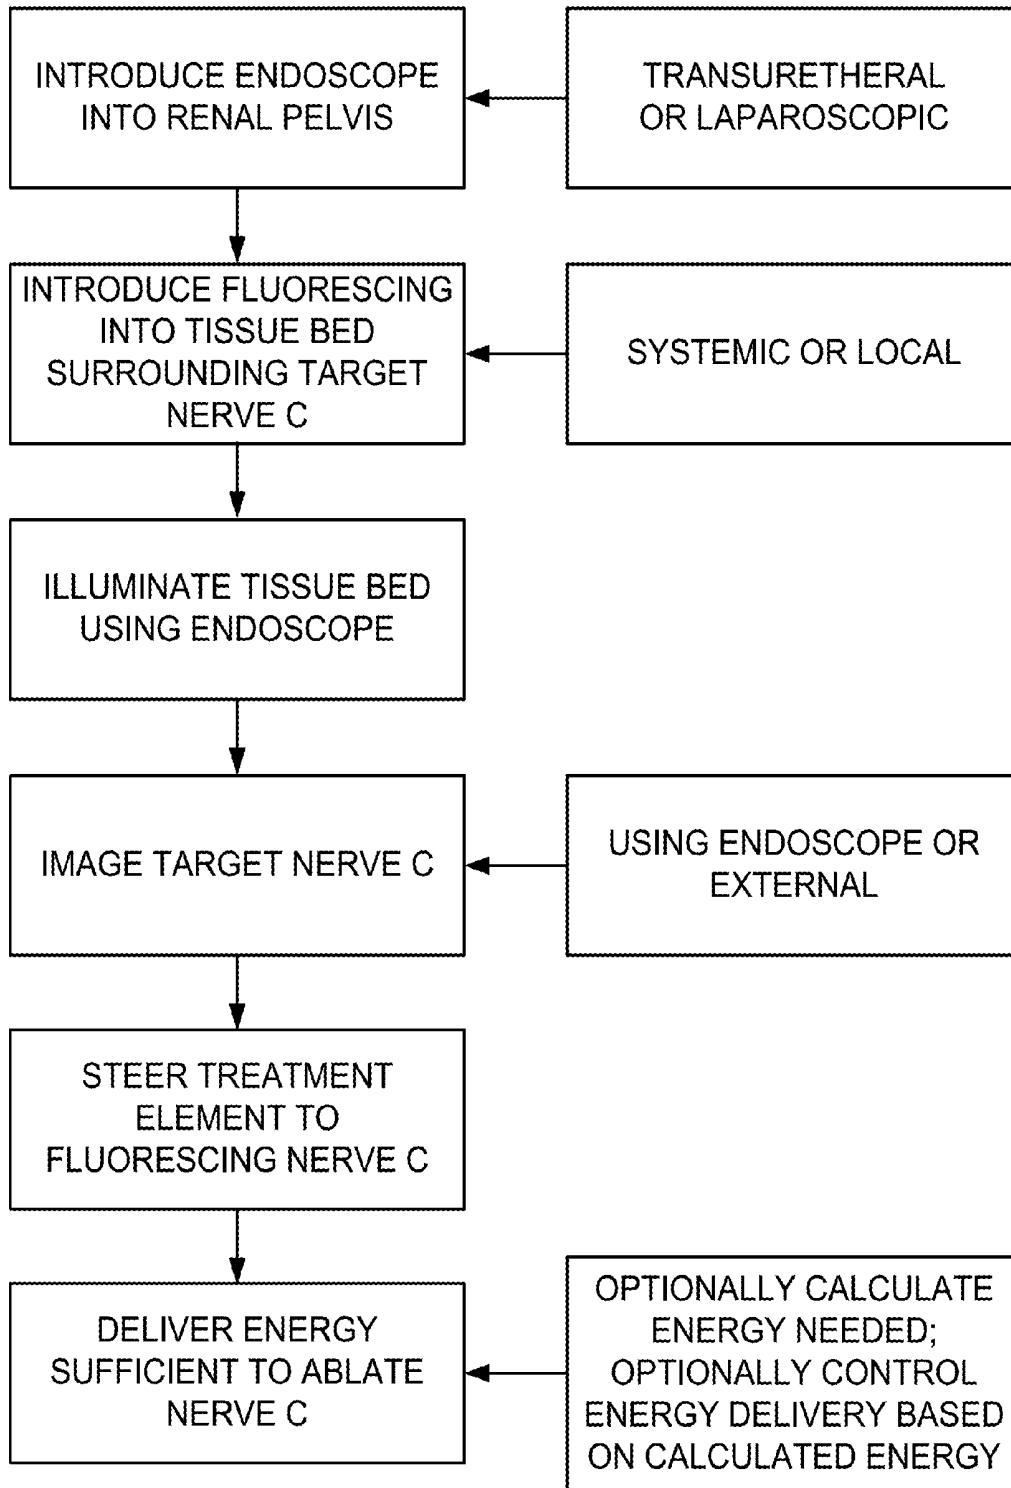 INTRODUCE ENDOSCOPE
INTO RENAL PELVIS
TRANSURETHERAL
OR LAPAROSCOPIC
INTRODUCE FLUORESCING
INTO TISSUE BED
SURROUNDING TARGET
NERVE C
SYSTEMIC OR LOCAL
ILLUMINATE TISSUE BED
USING ENDOSCOPE
IMAGE TARGET NERVE C
USING ENDOSCOPE OR
EXTERNAL
STEER TREATMENT
ELEMENT TO
FLUORESCING NERVE C
DELIVER ENERGY
SUFFICIENT TO ABLATE
NERVE C
OPTIONALLY CALCULATE
ENERGY NEEDED;
OPTIONALLY CONTROL
ENERGY DELIVERY BASED
ON CALCULATED ENERGY